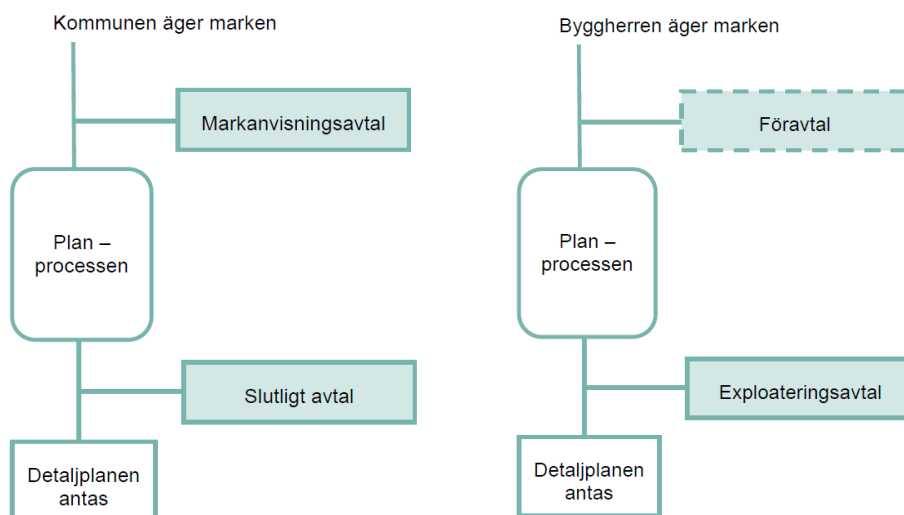 Kommunen äger marken
Markanvisningsavtal
Plan –
processen
Slutligt avtal
Detaljplanen
antas
Byggherren äger marken
Föravtal
Plan –
processen
Exploateringsavtal
Detaljplanen
antas